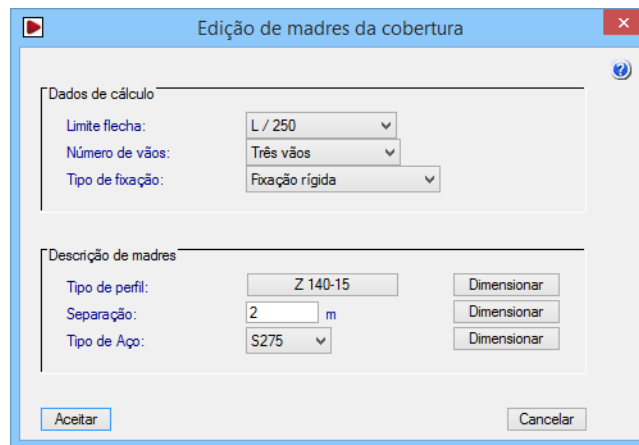 Edição de madres da cobertura
Dados de cálculo
Limite flecha: L / 250
Número de vãos: Três vãos
Tipo de fixação: Fixação rígida
Descrição de madres
Tipo de perfil: Z 140-15 Dimensionar
Separação: 2 m Dimensionar
Tipo de Aço: S275 Dimensionar
Aceitar Cancelar